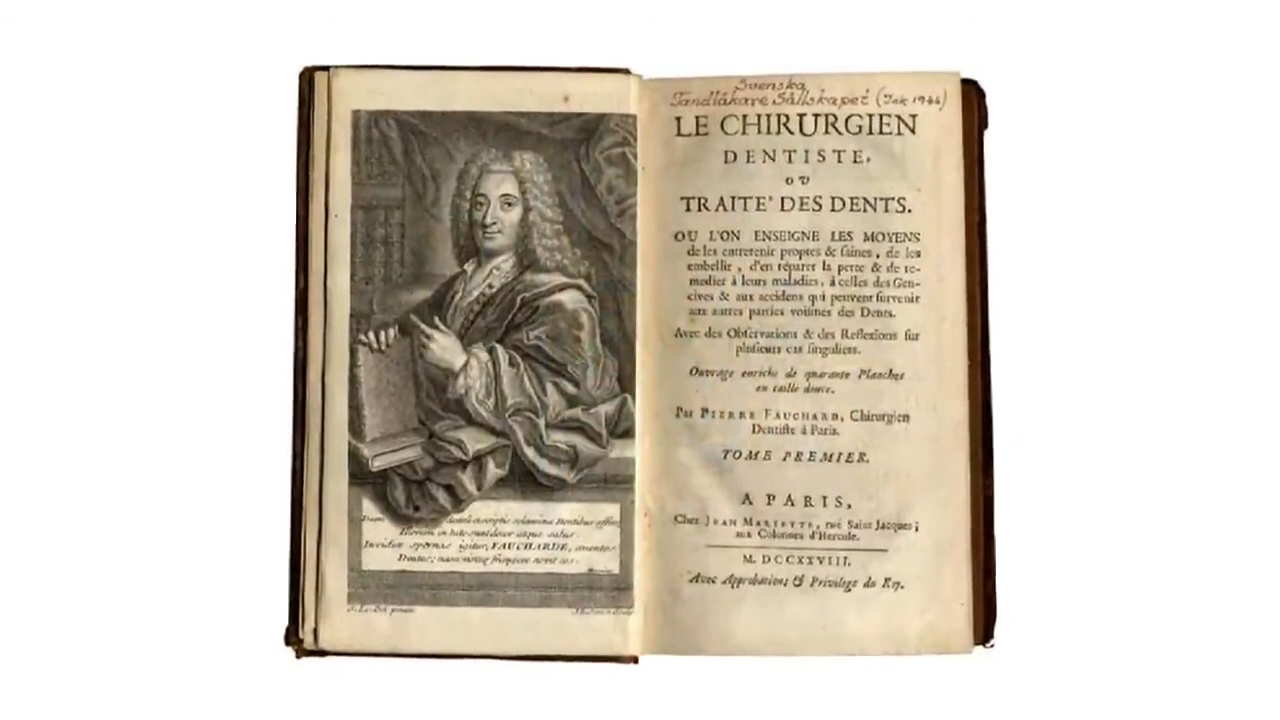 igitur, FAUCHARDE,
Svenska
Tandläkare Sällskapet (Jak 1944)
LE CHIRURGIEN
DENTISTE,
OU
TRAITE' DES DENTS.
OU L'ON ENSEIGNE LES MOYENS
de les entretenir propres & saines, de les
embellir, d'en réparer la perte & de re-
medier à leurs maladies, à celles des Gen-
cives & aux accidens qui peuvent survenir
aux autres parties voisines des Dents.
Avec des Observations & des Reflexions sur
plusieurs cas singuliers.
Ouvrage enrichi de quarante Planches
en taille douce.
Par PIERRE FAUCHARD, Chirurgien
Dentiste à Paris.
TOME PREMIER.
A PARIS,
Chez JEAN MARIETTE, rue Saint Jacques;
aux Colonnes d'Hercule.
M. DCCXXVIII.
Avec Approbations & Privilege du Roy.